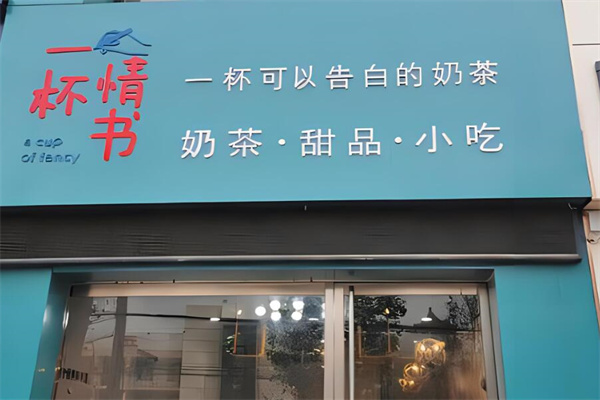 一杯情书
a cup
of fancy
一杯可以告白的奶茶
奶茶·甜品·小吃